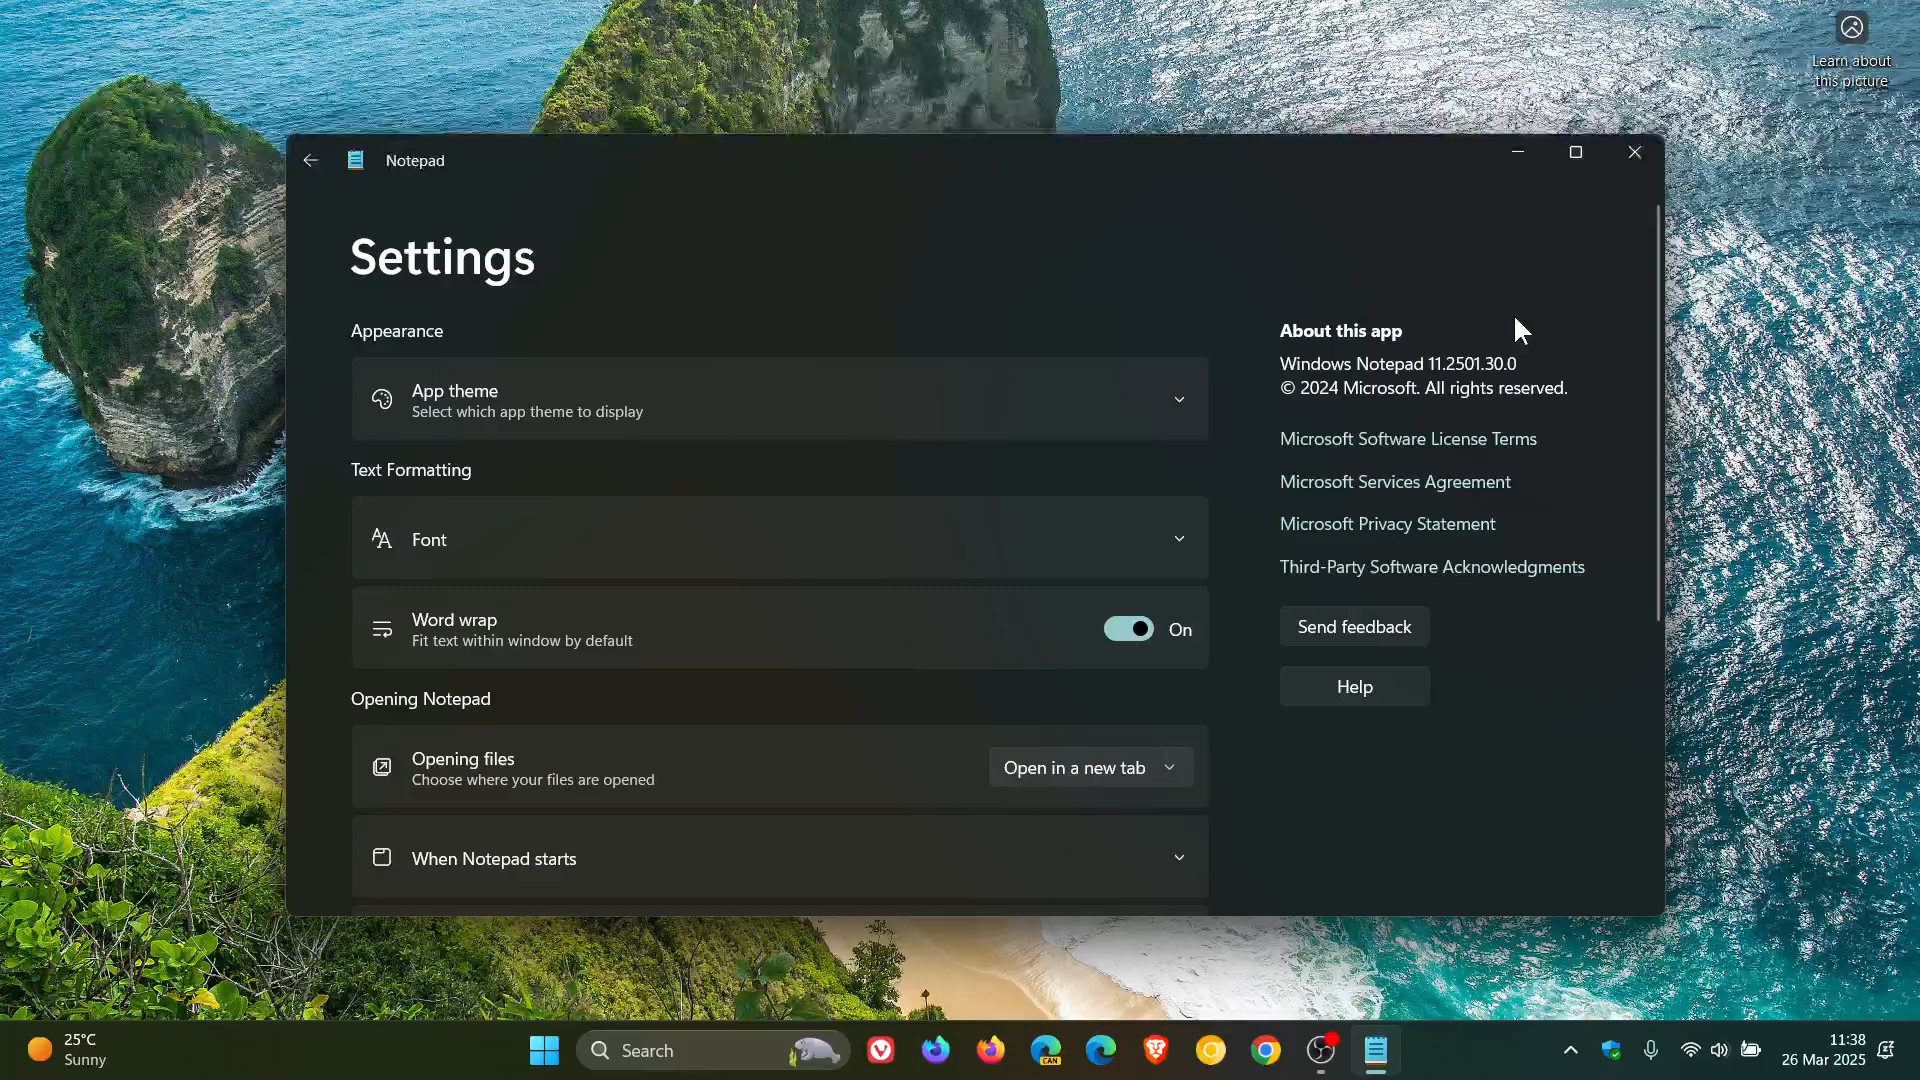 Learn about
this picture
Notepad
Settings
Appearance
App theme
Select which app theme to display
Text Formatting
Font
Word wrap
Fit text within window by default
On
Opening Notepad
Opening files
Choose where your files are opened
Open in a new tab
When Notepad starts
About this app
Windows Notepad 11.2501.30.0
© 2024 Microsoft. All rights reserved.
Microsoft Software License Terms
Microsoft Services Agreement
Microsoft Privacy Statement
Third-Party Software Acknowledgments
Send feedback
Help
25°C
Sunny
Search
CAN
11:38
26 Mar 2025